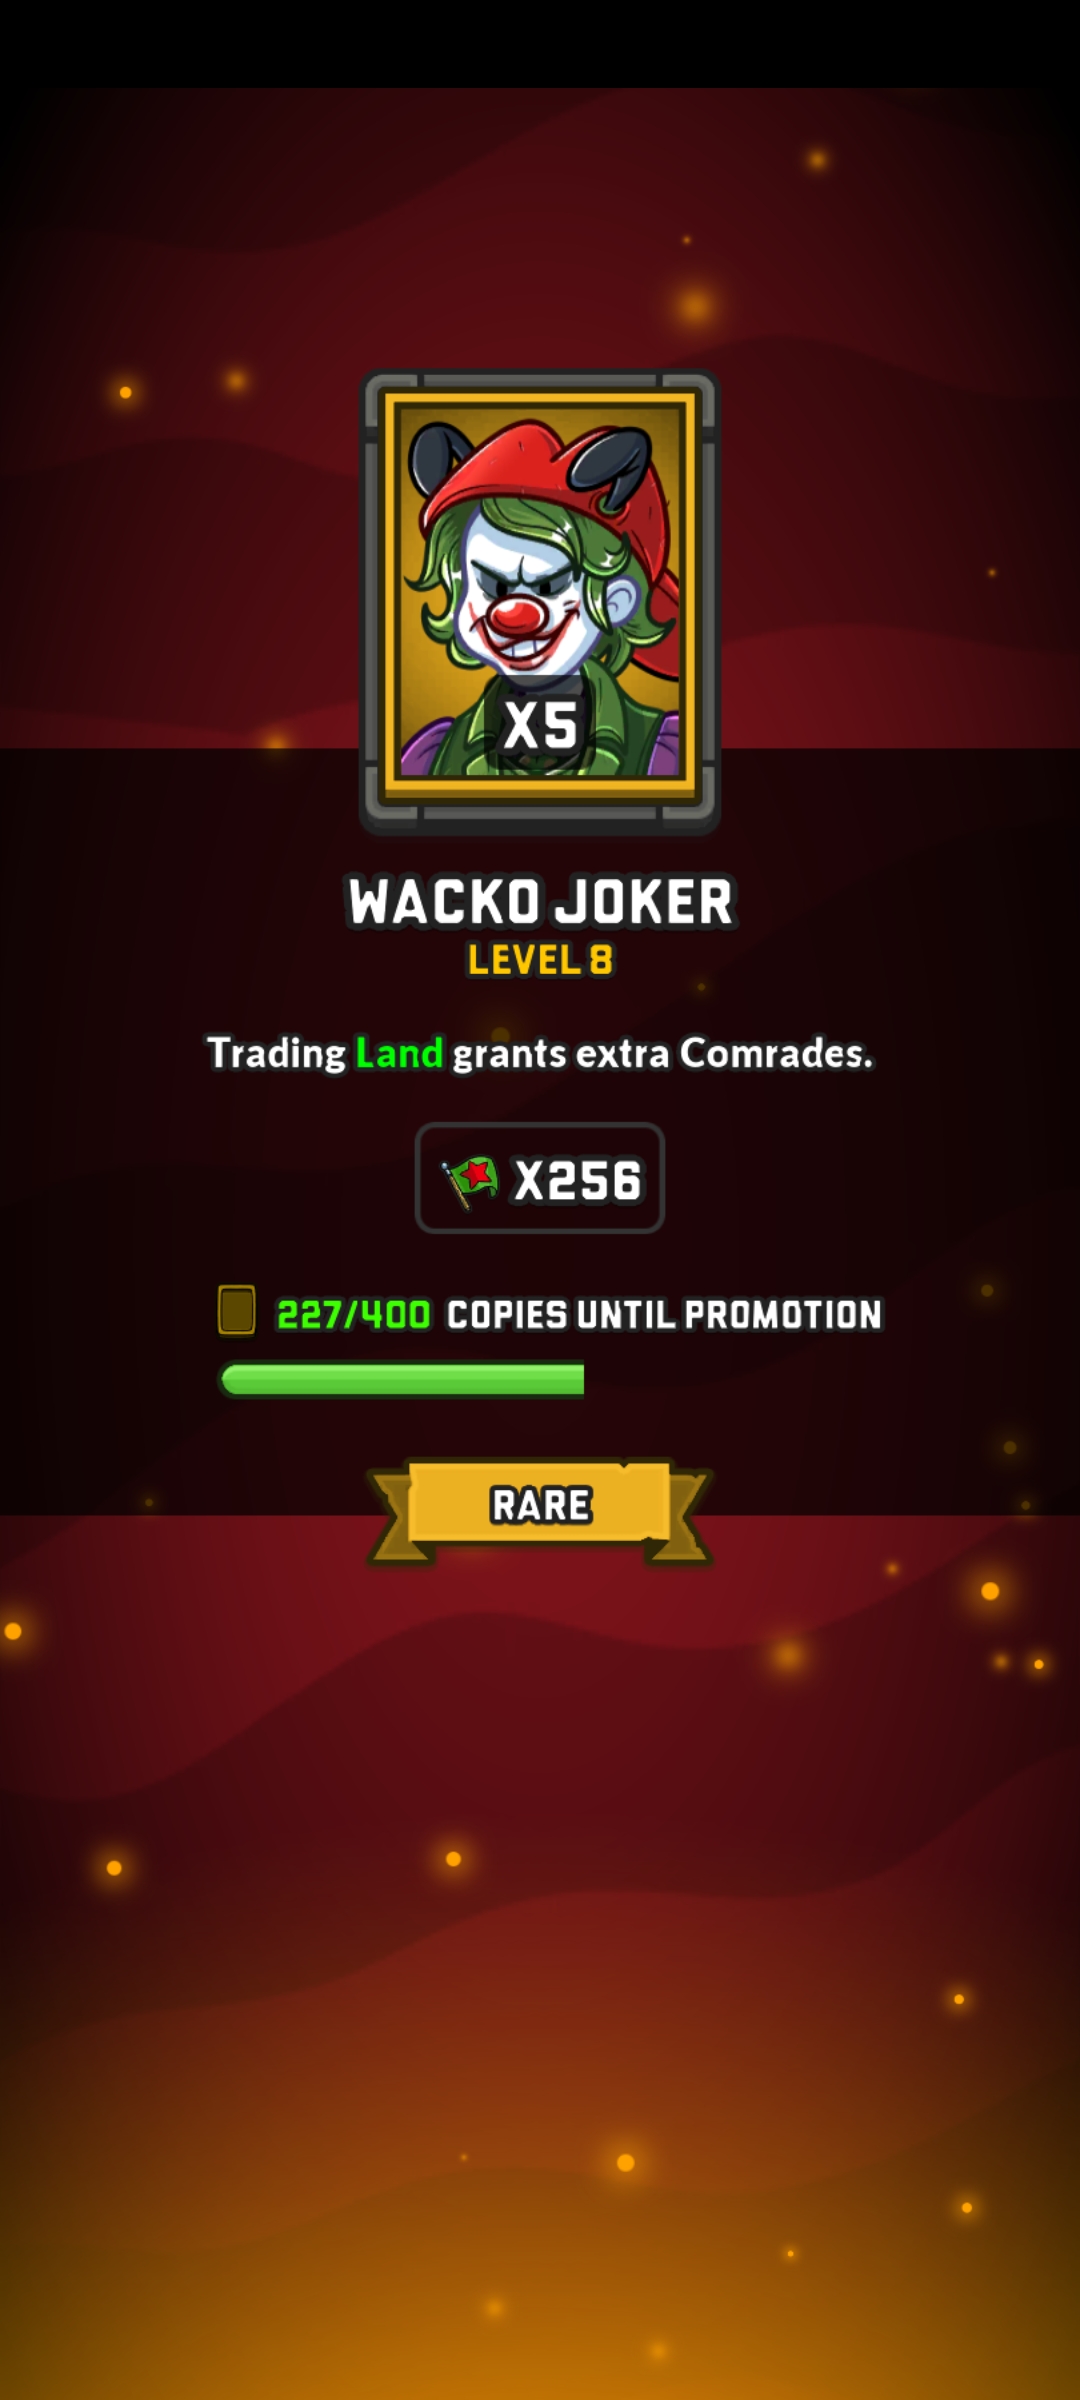 X5
WACKO JOKER
LEVEL 8
Trading Land grants extra Comrades.
X256
227/400 COPIES UNTIL PROMOTION
RARE